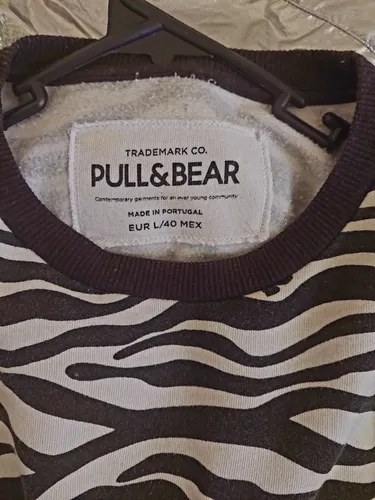 TRADEMARK CO.
PULL&BEAR
Contemporary garments for an ever young community
MADE IN PORTUGAL
EUR L/40 MEX